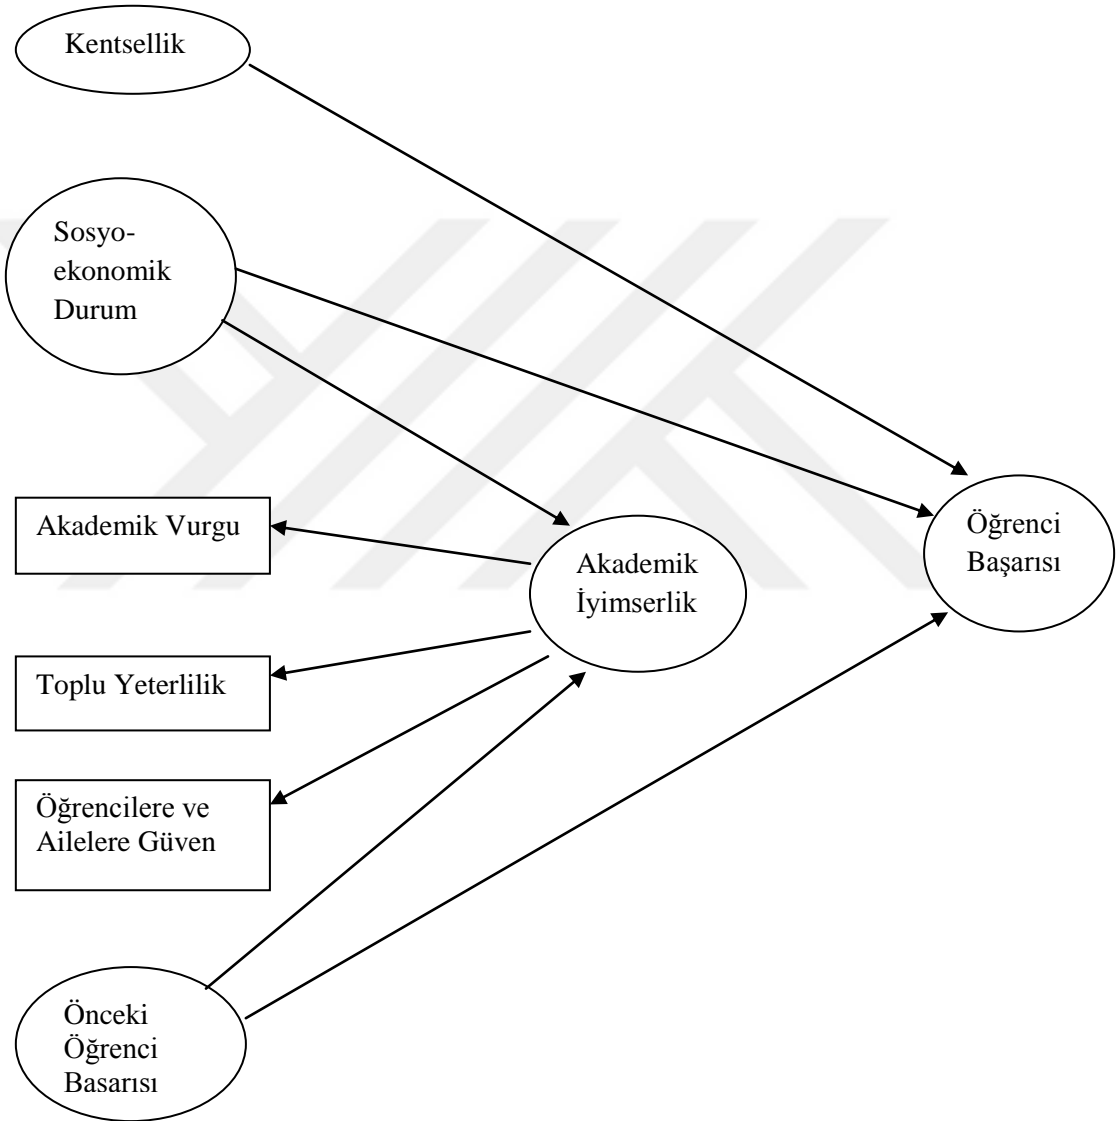 Kentsellik
Sosyo-
ekonomik
Durum
Akademik Vurgu
Akademik
İyimserlik
Öğrenci
Başarısı
Toplu Yeterlilik
Öğrencilere ve
Ailelere Güven
Önceki
Öğrenci
Basarısı